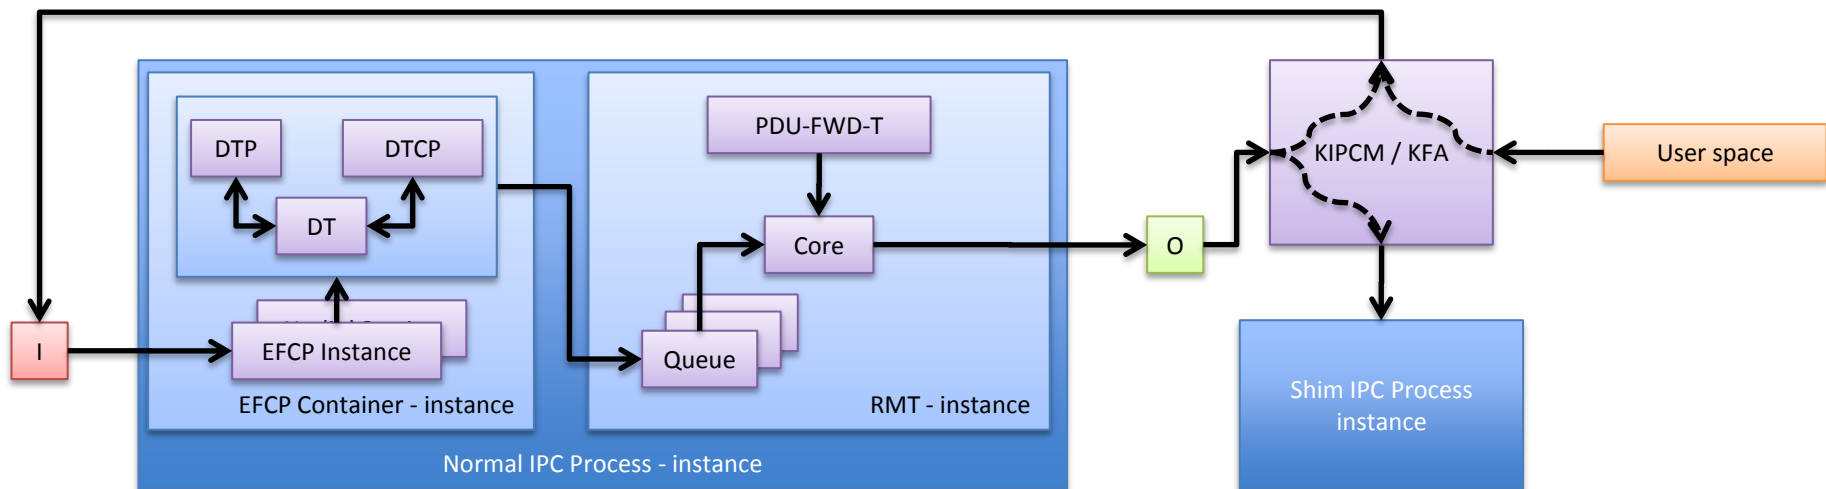 DTP
DTCP
DT
PDU-FWD-T
Core
Queue
I
EFCP Instance
EFCP Container - instance
RMT - instance
Normal IPC Process - instance
O
KIPCM / KFA
User space
Shim IPC Process
instance